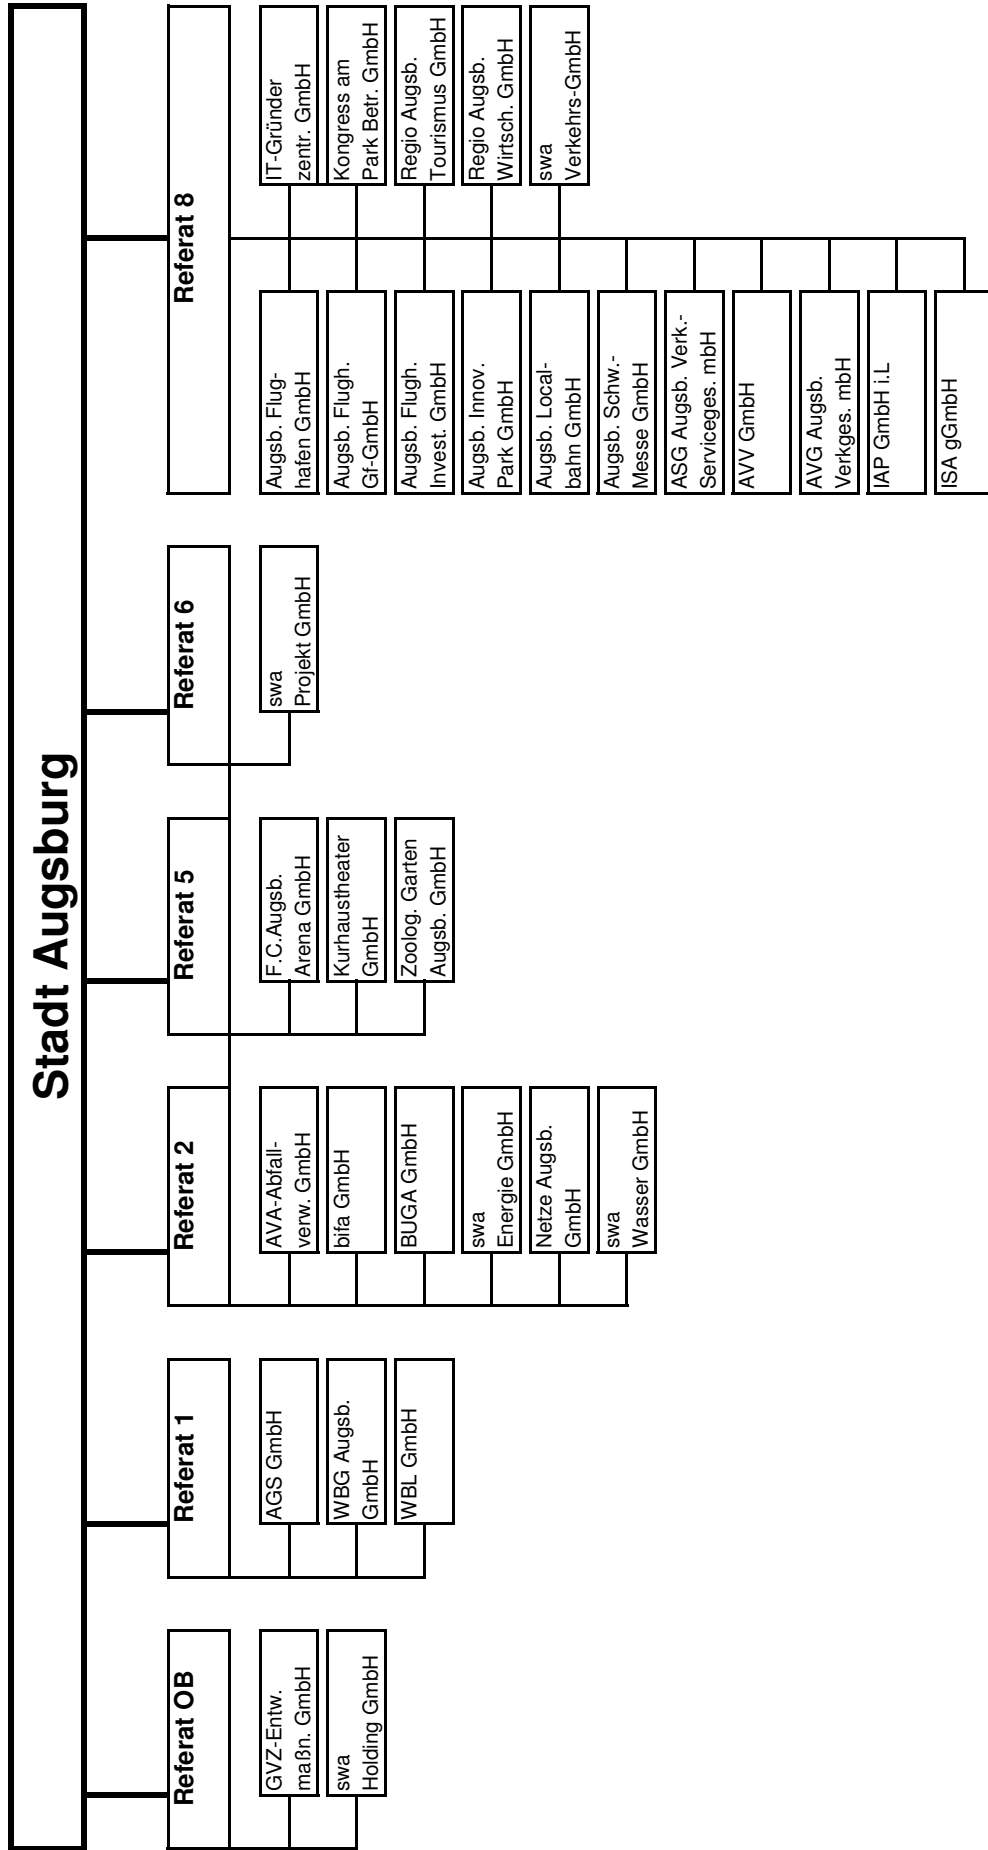 Stadt Augsburg
Referat OB
GVZ-Entw.
maßn. GmbH
swa
Holding GmbH
Referat 1
AGS GmbH
WBG Augsb.
GmbH
WBL GmbH
Referat 2
AVA-Abfall-
verw. GmbH
bifa GmbH
BUGA GmbH
swa
Energie GmbH
Netze Augsb.
GmbH
swa
Wasser GmbH
Referat 5
F.C.Augsb.
Arena GmbH
Kurhaustheater
GmbH
Zoolog. Garten
Augsb. GmbH
Referat 6
swa
Projekt GmbH
Referat 8
Augsb. Flug-
hafen GmbH
Augsb. Flugh.
Gf-GmbH
Augsb. Flugh.
Invest. GmbH
Augsb. Innov.
Park GmbH
Augsb. Local-
bahn GmbH
Augsb. Schw.-
Messe GmbH
ASG Augsb. Verk.-
Serviceges. mbH
AVV GmbH
AVG Augsb.
Verkges. mbH
IAP GmbH i.L
ISA gGmbH
IT-Gründer
zentr. GmbH
Kongress am
Park Betr. GmbH
Regio Augsb.
Tourismus GmbH
Regio Augsb.
Wirtsch. GmbH
swa
Verkehrs-GmbH